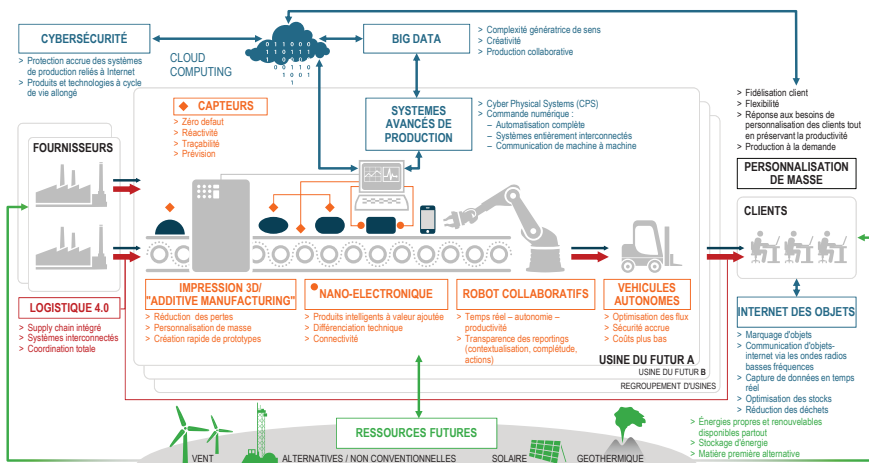 CYBERSÉCURITÉ
> Protection accrue des systèmes
de production reliés à Internet
> Produits et technologies à cycle
de vie allongé
CLOUD
COMPUTING
BIG DATA
> Complexité génératrice de sens
> Créativité
> Production collaborative
CAPTEURS
> Zéro defaut
> Réactivité
> Traçabilité
> Prévision
SYSTEMES
AVANCÉS DE
PRODUCTION
> Cyber Physical Systems (CPS)
> Commande numérique :
– Automatisation complète
– Systèmes entièrement interconnectés
– Communication de machine à machine
> Fidélisation client
> Flexibilité
> Réponse aux besoins de
personnalisation des clients tout
en préservant la productivité
> Production à la demande
PERSONNALISATION
DE MASSE
FOURNISSEURS
CLIENTS
LOGISTIQUE 4.0
> Supply chain intégré
> Systèmes interconnectés
> Coordination totale
IMPRESSION 3D/
"ADDITIVE MANUFACTURING"
> Réduction des pertes
> Personnalisation de masse
> Création rapide de prototypes
NANO-ELECTRONIQUE
> Produits intelligents à valeur ajoutée
> Différenciation technique
> Connectivité
ROBOT COLLABORATIFS
> Temps réel – autonomie –
productivité
> Transparence des reportings
(contextualisation, complétude,
actions)
VEHICULES
AUTONOMES
> Optimisation des flux
> Sécurité accrue
> Coûts plus bas
USINE DU FUTUR A
USINE DU FUTUR B
REGROUPEMENT D'USINES
INTERNET DES OBJETS
> Marquage d'objets
> Communication d'objets-
internet via les ondes radios
basses fréquences
> Capture de données en temps
réel
> Optimisation des stocks
> Réduction des déchets
RESSOURCES FUTURES
> Énergies propres et renouvelables
disponibles partout
> Stockage d'énergie
> Matière première alternative
VENT
ALTERNATIVES / NON CONVENTIONNELLES
SOLAIRE
GEOTHERMIQUE